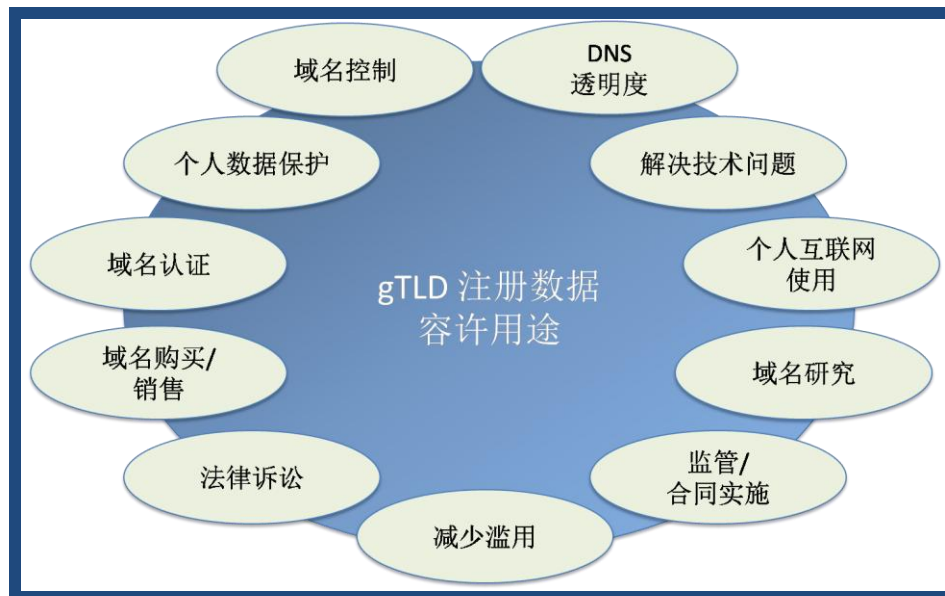 域名控制
DNS
透明度
个人数据保护
解决技术问题
域名认证
个人互联网
使用
gTLD 注册数据
容许用途
域名购买/
销售
域名研究
法律诉讼
监管/
合同实施
减少滥用